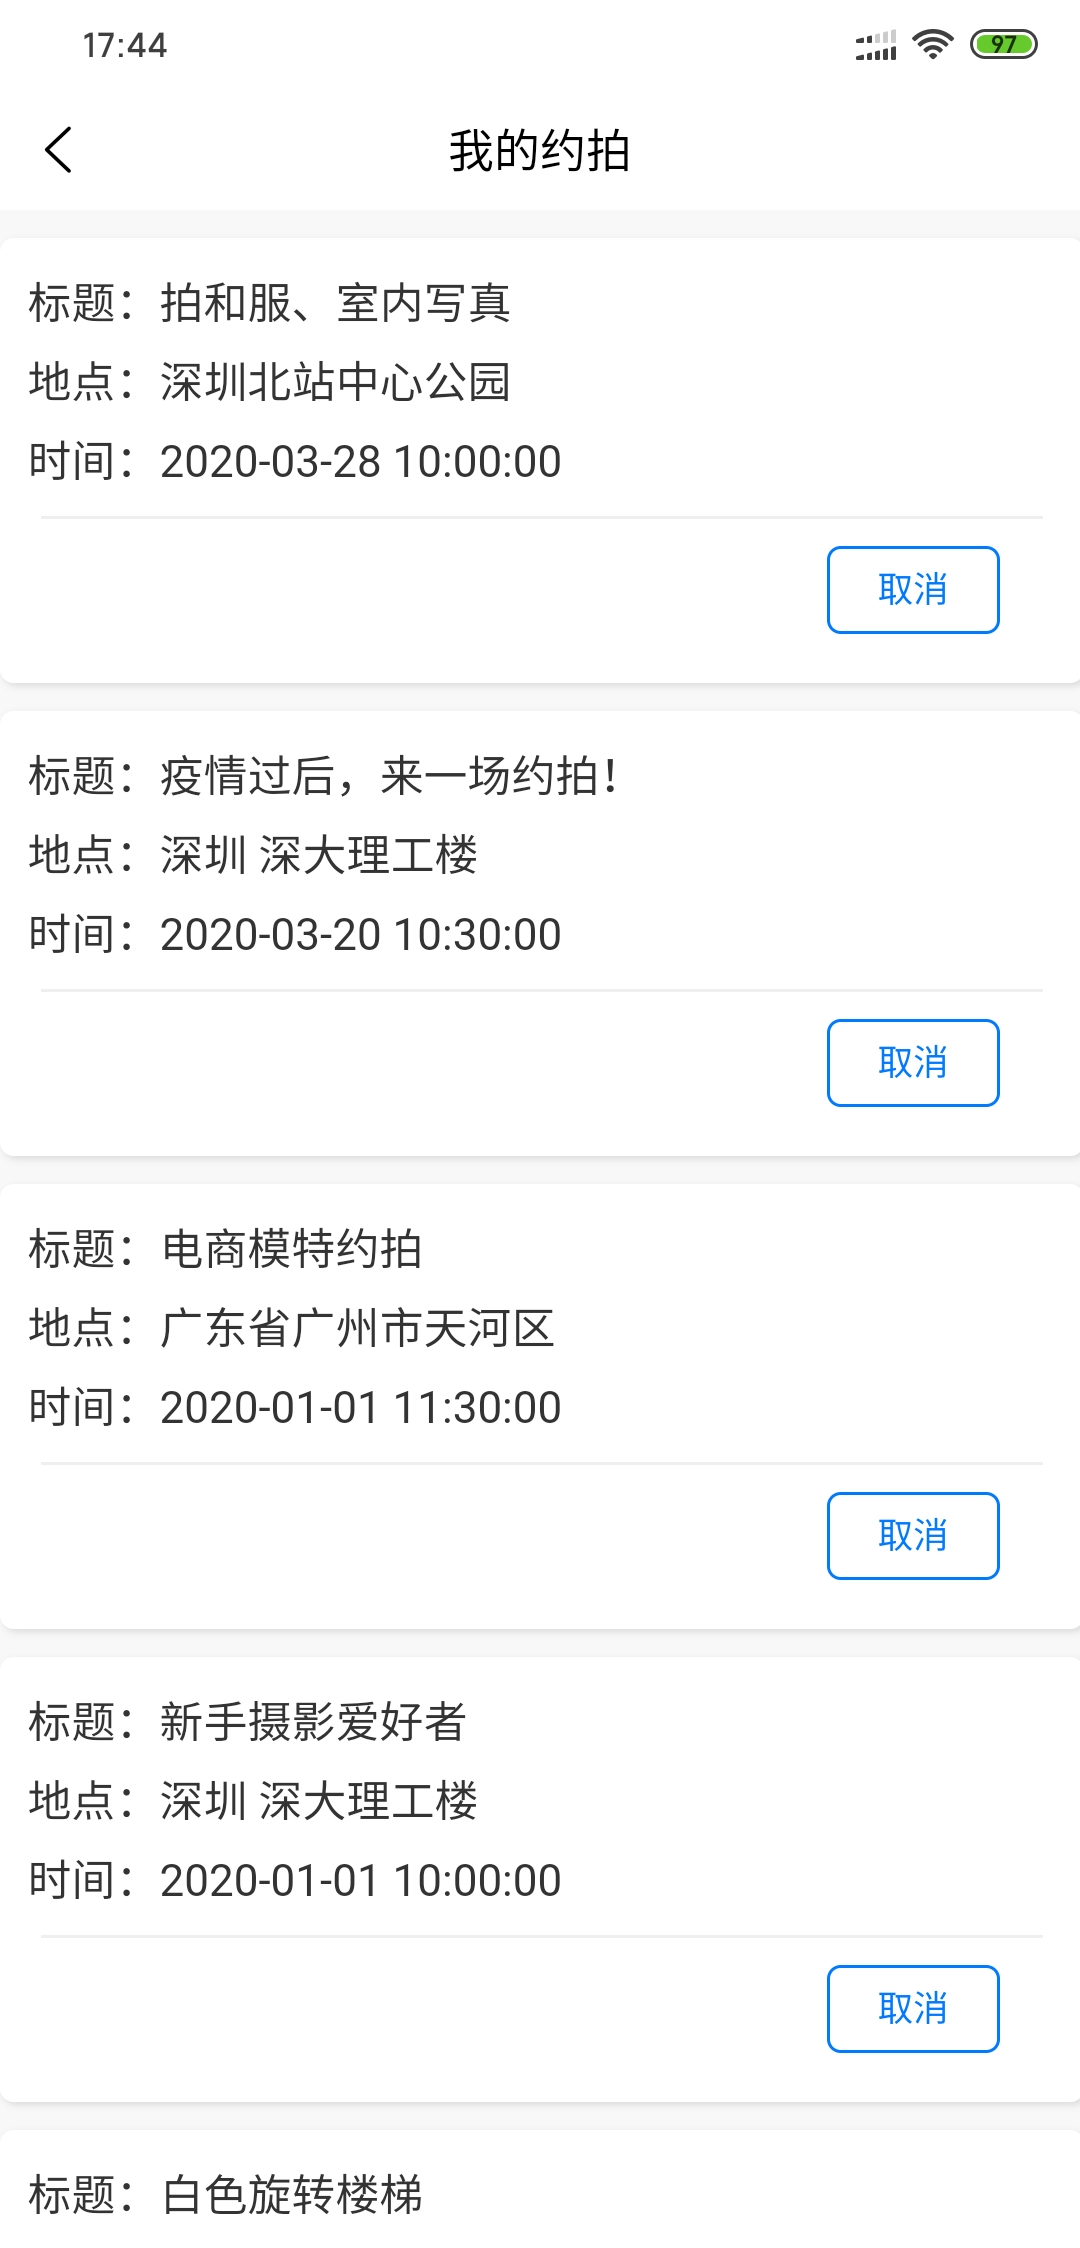 17:44
97
我的约拍
标题：拍和服、室内写真
地点：深圳北站中心公园
时间：2020-03-28 10:00:00
取消
标题：疫情过后，来一场约拍！
地点：深圳 深大理工楼
时间：2020-03-20 10:30:00
取消
标题：电商模特约拍
地点：广东省广州市天河区
时间：2020-01-01 11:30:00
取消
标题：新手摄影爱好者
地点：深圳 深大理工楼
时间：2020-01-01 10:00:00
取消
标题：白色旋转楼梯